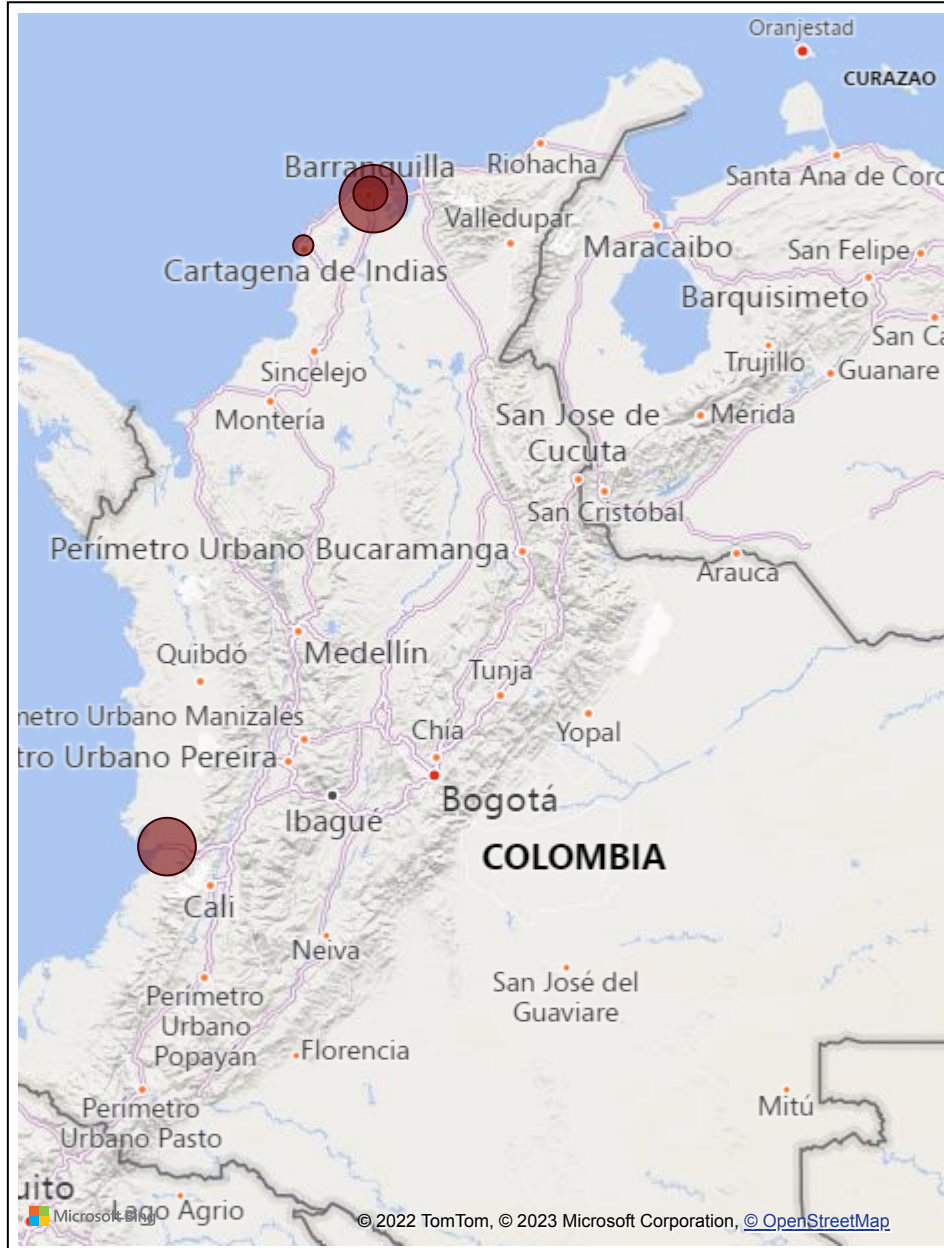 Oranjestad
CURAZAO
Barranquilla
Riohacha
Santa Ana de Coro
Valledupar
Maracaibo
San Felipe
Cartagena de Indias
Barquisimeto
San Ca
Sincelejo
Trujillo
Guanare
Montería
San Jose de
Cucuta
Mérida
San Cristóbal
Perímetro Urbano Bucaramanga
Arauca
Quibdó
Medellín
Tunja
metro Urbano Manizales
Chía
Yopal
tro Urbano Pereira
Bogotá
Ibagué
COLOMBIA
Cali
Neiva
San José del
Guaviare
Perímetro
Urbano
Popayán
Florencia
Mitú
Perímetro
Urbano Pasto
uito
Lago Agrio
Microsoft Bing
© 2022 TomTom, © 2023 Microsoft Corporation, © OpenStreetMap